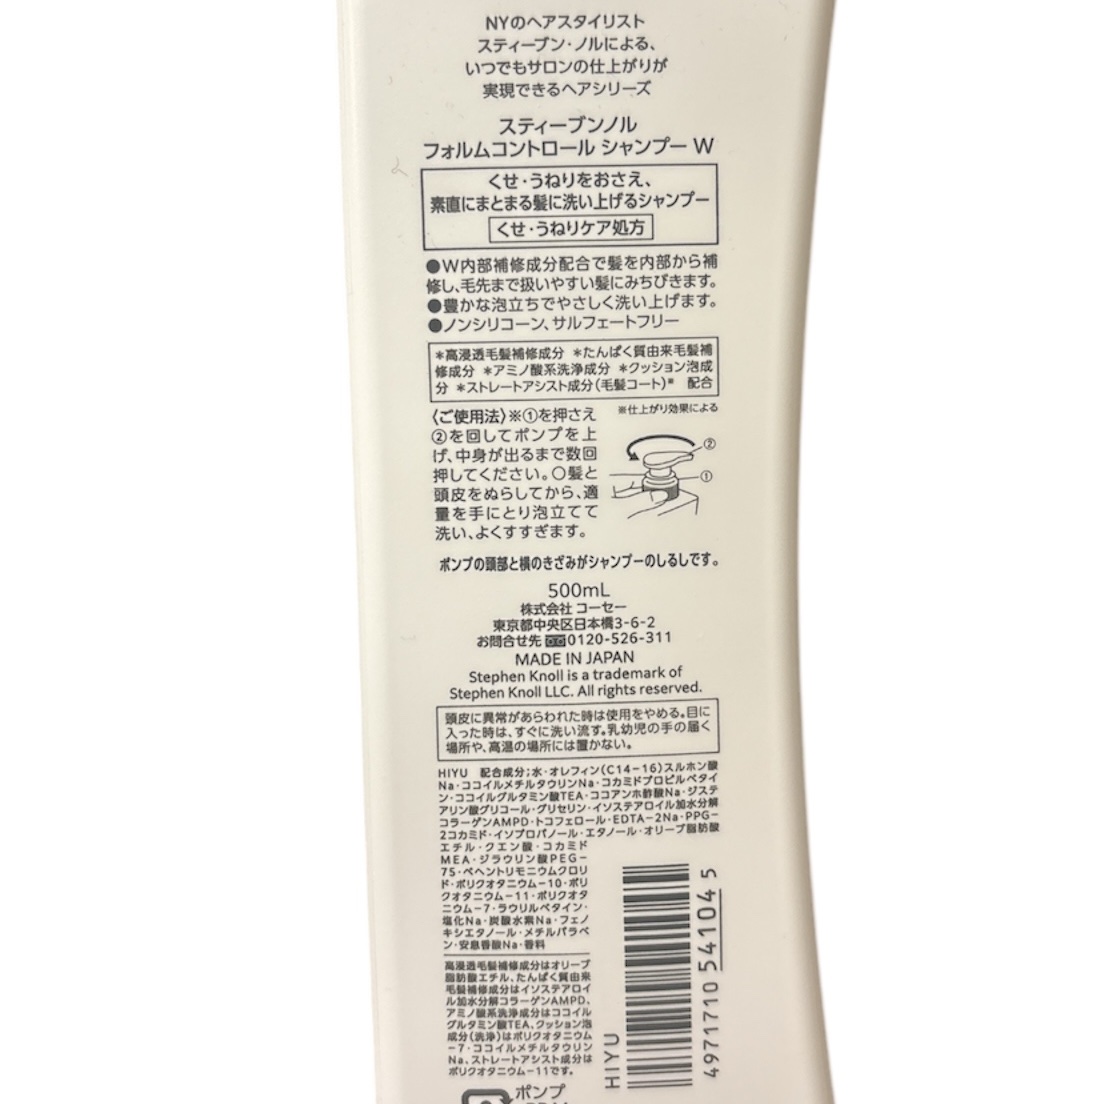 NYのヘアスタイリスト
スティーブン・ノルによる、
いつでもサロンの仕上がりが
実現できるヘアシリーズ
スティーブンノル
フォルムコントロール シャンプー W
くせ・うねりをおさえ、
素直にまとまる髪に洗い上げるシャンプー
くせ・うねりケア処方
●W内部補修成分配合で髪を内部から補
修し、毛先まで扱いやすい髪にみちびきます。
●豊かな泡立ちでやさしく洗い上げます。
●ノンシリコーン、サルフェートフリー
＊高浸透毛髪補修成分 ＊たんぱく質由来毛髪補
修成分 ＊アミノ酸系洗浄成分 ＊クッション泡成
分 ＊ストレートアシスト成分（毛髪コート）※ 配合
※仕上がり効果による
〈ご使用法〉※①を押さえ
②を回してポンプを上
げ、中身が出るまで数回
押してください。○髪と
頭皮をぬらしてから、適
量を手にとり泡立てて
洗い、よくすすぎます。
②
①
ポンプの頭部と横のきざみがシャンプーのしるしです。
500mL
株式会社 コーセー
東京都中央区日本橋3-6-2
お問合せ先 0120-526-311
MADE IN JAPAN
Stephen Knoll is a trademark of
Stephen Knoll LLC. All rights reserved.
頭皮に異常があらわれた時は使用をやめる。目に
入った時は、すぐに洗い流す。乳幼児の手の届く
場所や、高温の場所には置かない。
HIYU 配合成分；水・オレフィン（C14－16）スルホン酸
Na・ココイルメチルタウリンNa・コカミドプロピルベタイ
ン・ココイルグルタミン酸TEA・ココアンホ酢酸Na・ジステ
アリン酸グリコール・グリセリン・イソステアロイル加水分解
コラーゲンAMPD・トコフェロール・EDTA－2Na・PPG－
2コカミド・イソプロパノール・エタノール・オリーブ脂肪酸
エチル・クエン酸・コカミド
MEA・ジラウリン酸PEG－
75・ベヘントリモニウムクロリ
ド・ポリクオタニウム－10・ポリ
クオタニウム－11・ポリクオタ
ニウム－7・ラウリルベタイン・
塩化Na・炭酸水素Na・フェノ
キシエタノール・メチルパラベ
ン・安息香酸Na・香料
高浸透毛髪補修成分はオリーブ
脂肪酸エチル、たんぱく質由来
毛髪補修成分はイソステアロイ
ル加水分解コラーゲンAMPD、
アミノ酸系洗浄成分はココイル
グルタミン酸TEA、クッション泡
成分（洗浄）はポリクオタニウム
－7・ココイルメチルタウリン
Na、ストレートアシスト成分は
ポリクオタニウム－11です。
HIYU
4971710541045
ポンプ